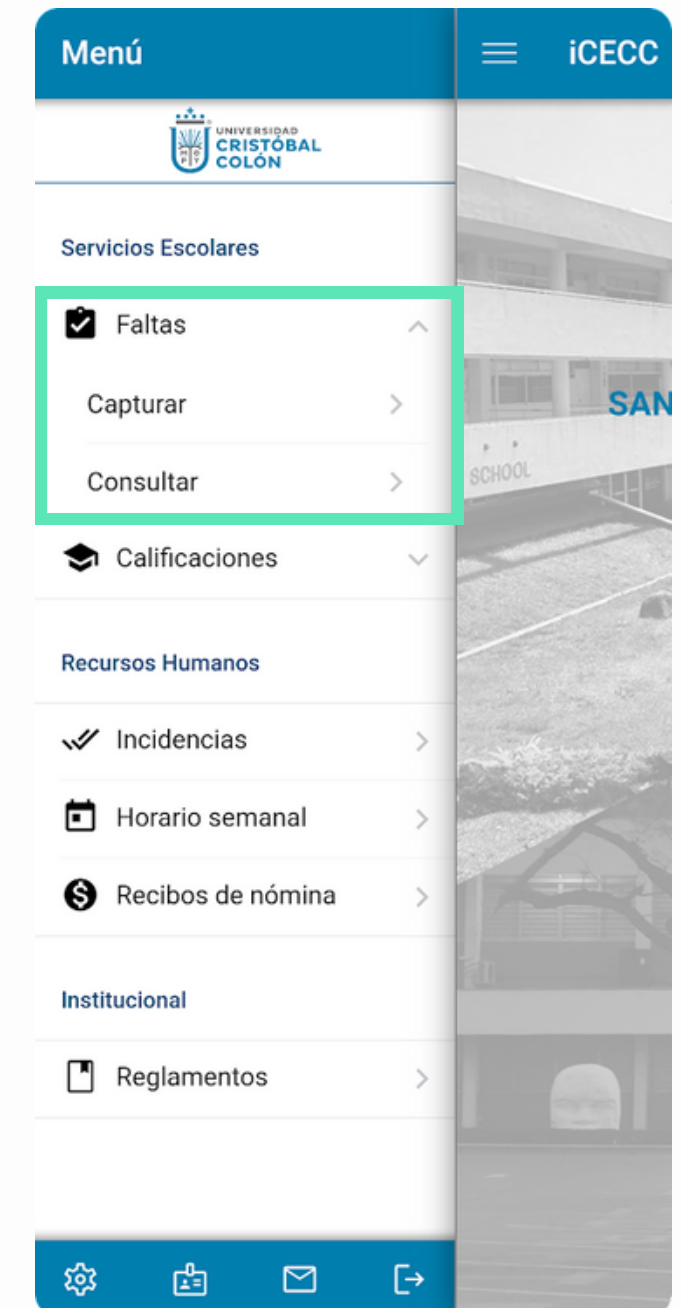 Menú
iCECC
UNIVERSIDAD
CRISTÓBAL
COLÓN
Servicios Escolares
Faltas
Capturar
SAN
Consultar
SCHOOL
Calificaciones
Recursos Humanos
Incidencias
Horario semanal
Recibos de nómina
Institucional
Reglamentos